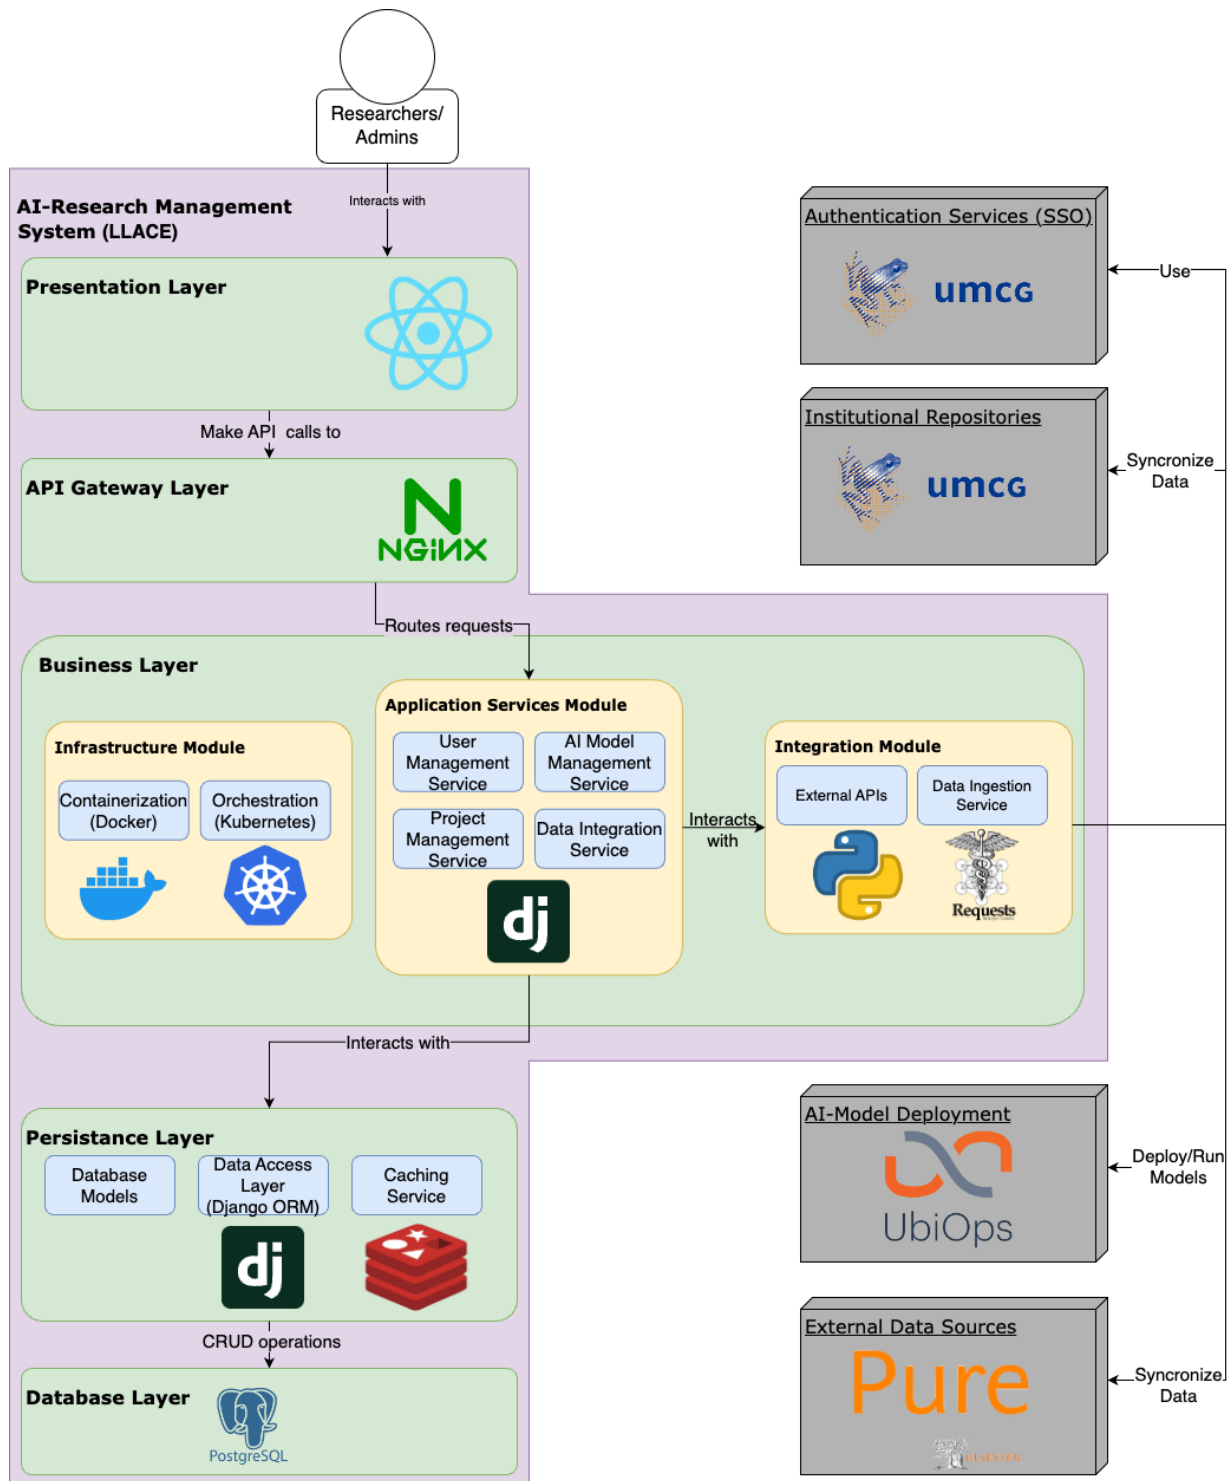 Researchers/
Admins
Interacts with
AI-Research Management
System (LLACE)
Presentation Layer
Make API calls to
API Gateway Layer
NGiNX
Routes requests
Business Layer
Infrastructure Module
Containerization
(Docker)
Orchestration
(Kubernetes)
Application Services Module
User
Management
Service
AI Model
Management
Service
Project
Management
Service
Data Integration
Service
dj
Interacts
with
Integration Module
External APIs
Data Ingestion
Service
Requests
Interacts with
Persistance Layer
Database
Models
Data Access
Layer
(Django ORM)
Caching
Service
dj
CRUD operations
Database Layer
PostgreSQL
Authentication Services (SSO)
umcG
Use
Institutional Repositories
umcG
Syncronize
Data
AI-Model Deployment
UbiOps
Deploy/Run
Models
External Data Sources
Pure
ELSEVIER
Syncronize
Data